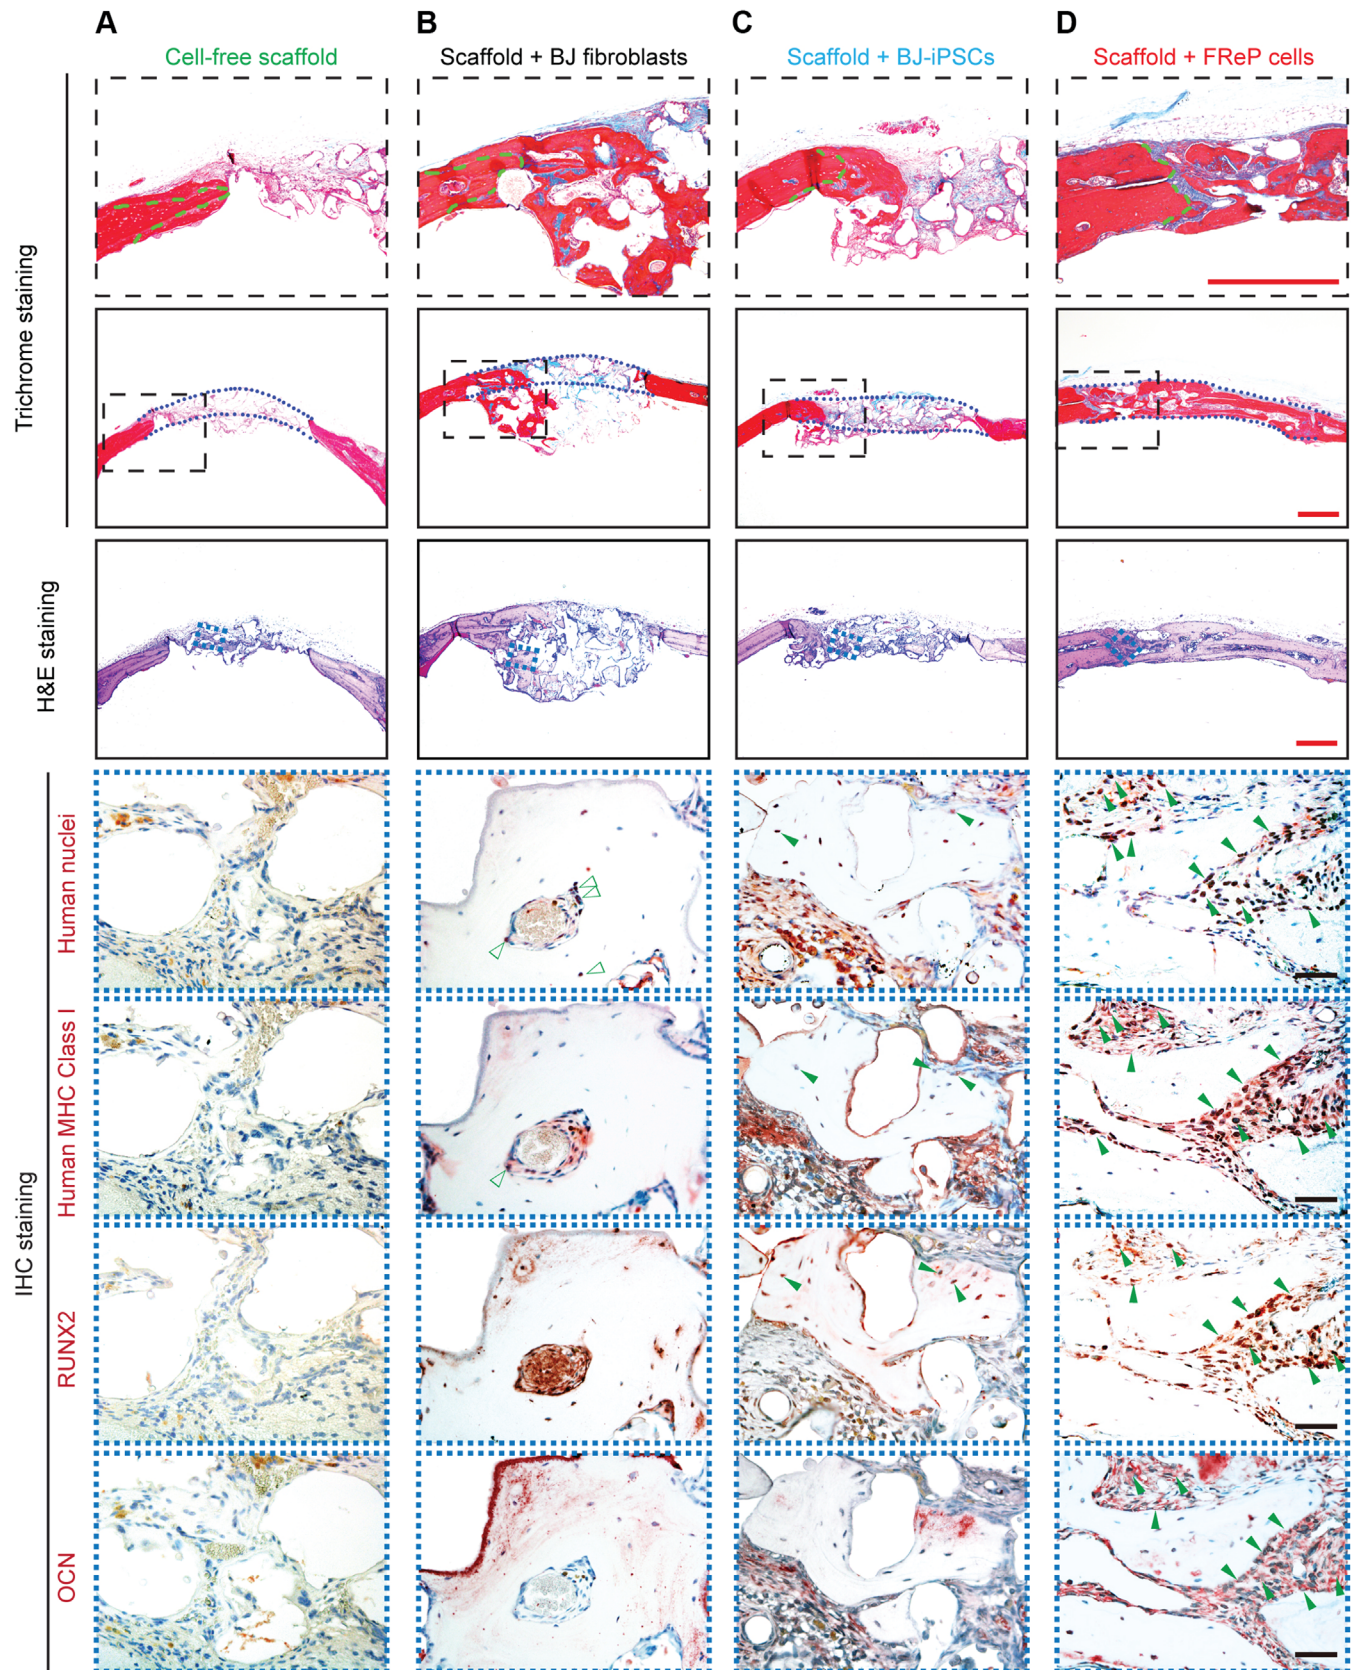 A
B
C
D
Cell-free scaffold
Scaffold + BJ fibroblasts
Scaffold + BJ-iPSCs
Scaffold + FReP cells
Trichrome staining
H&E staining
IHC staining
Human nuclei
Human MHC Class I
RUNX2
OCN